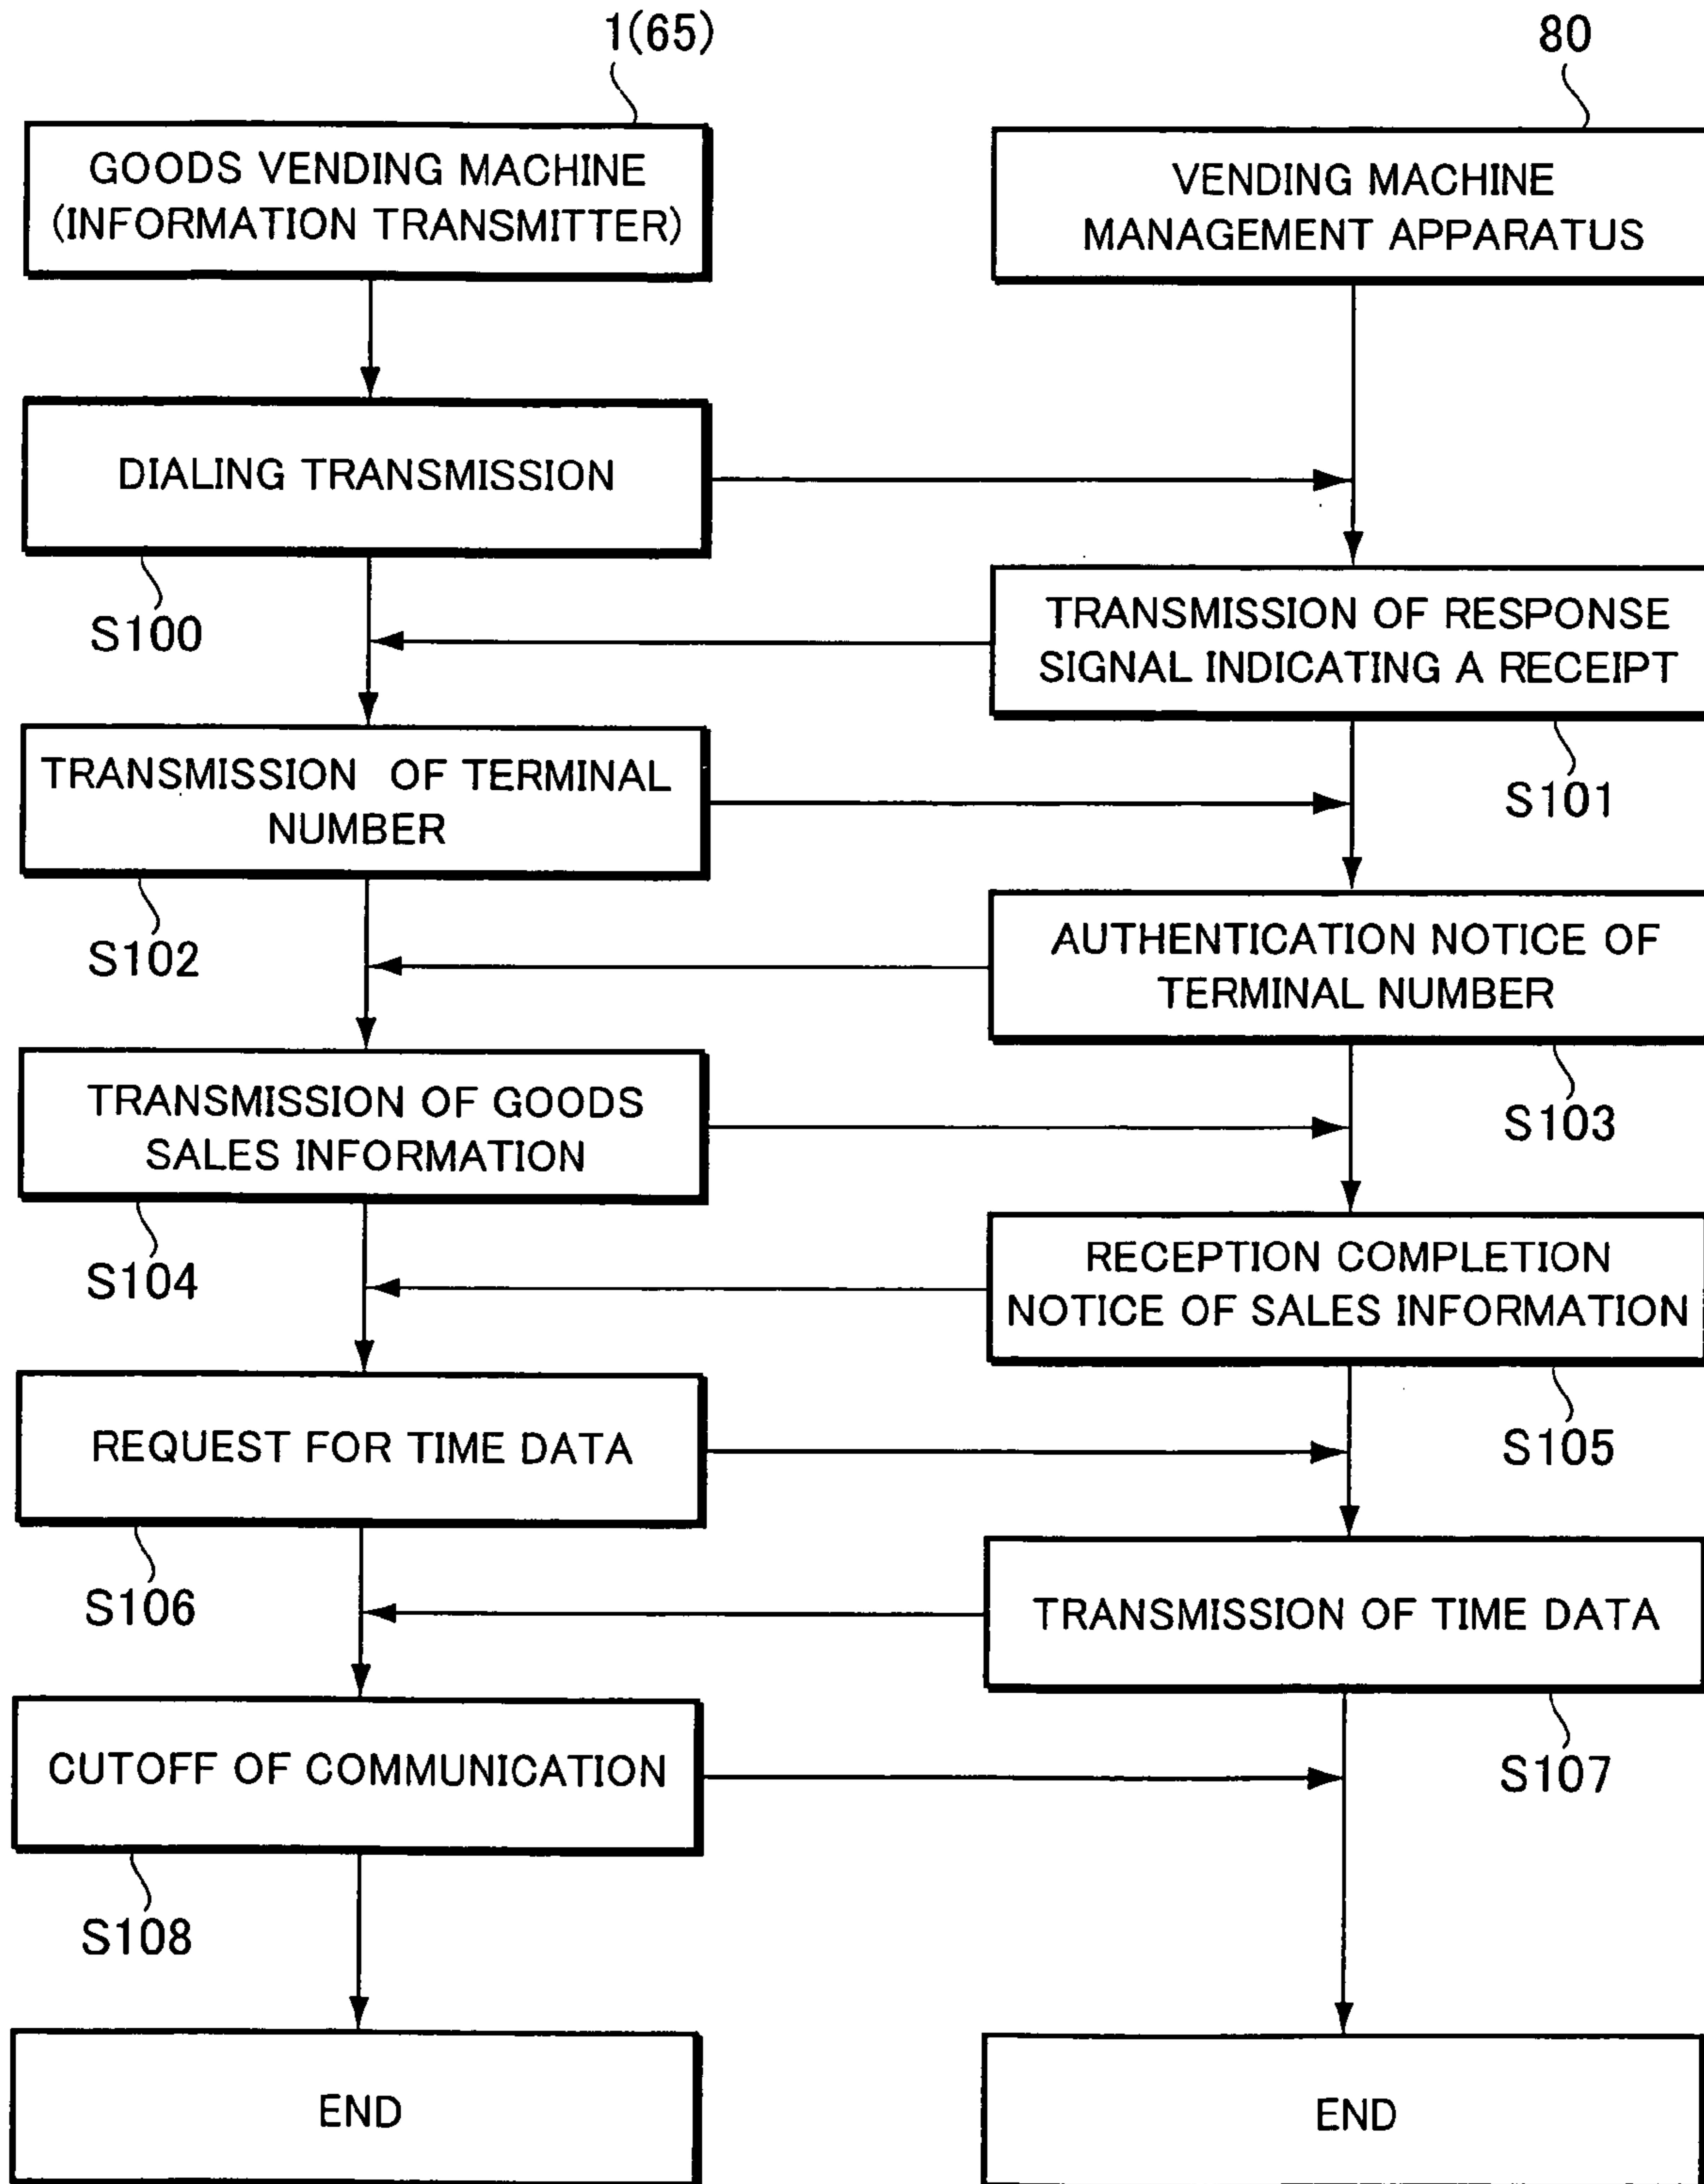 1(65)
80
GOODS VENDING MACHINE
(INFORMATION TRANSMITTER)
VENDING MACHINE
MANAGEMENT APPARATUS
DIALING TRANSMISSION
S100
TRANSMISSION OF RESPONSE
SIGNAL INDICATING A RECEIPT
S101
TRANSMISSION OF TERMINAL
NUMBER
S102
AUTHENTICATION NOTICE OF
TERMINAL NUMBER
S103
TRANSMISSION OF GOODS
SALES INFORMATION
S104
RECEPTION COMPLETION
NOTICE OF SALES INFORMATION
S105
REQUEST FOR TIME DATA
S106
TRANSMISSION OF TIME DATA
S107
CUTOFF OF COMMUNICATION
S108
END
END